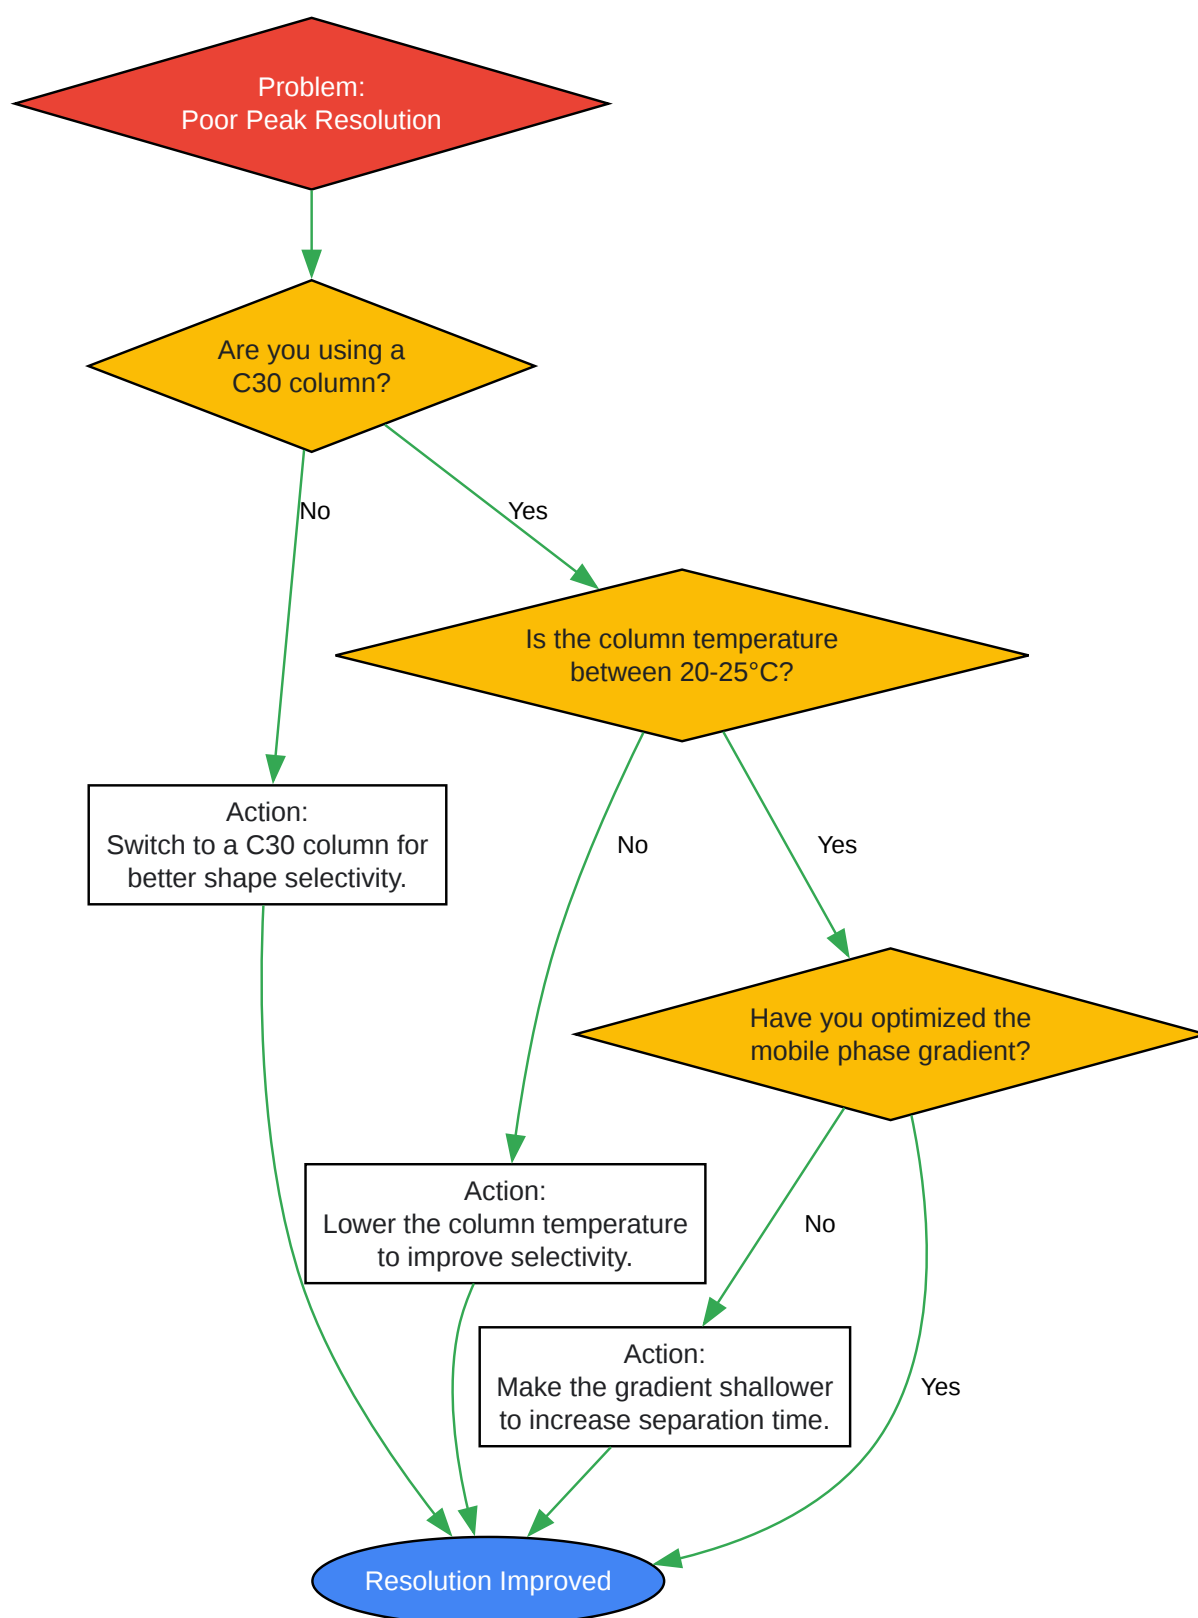 Problem:
Poor Peak Resolution
Are you using a
C30 column?
No
Yes
Is the column temperature
between 20-25°C?
Action:
Switch to a C30 column for
better shape selectivity.
No
Yes
Have you optimized the
mobile phase gradient?
Action:
Lower the column temperature
to improve selectivity.
No
Action:
Make the gradient shallower
to increase separation time.
Yes
Resolution Improved